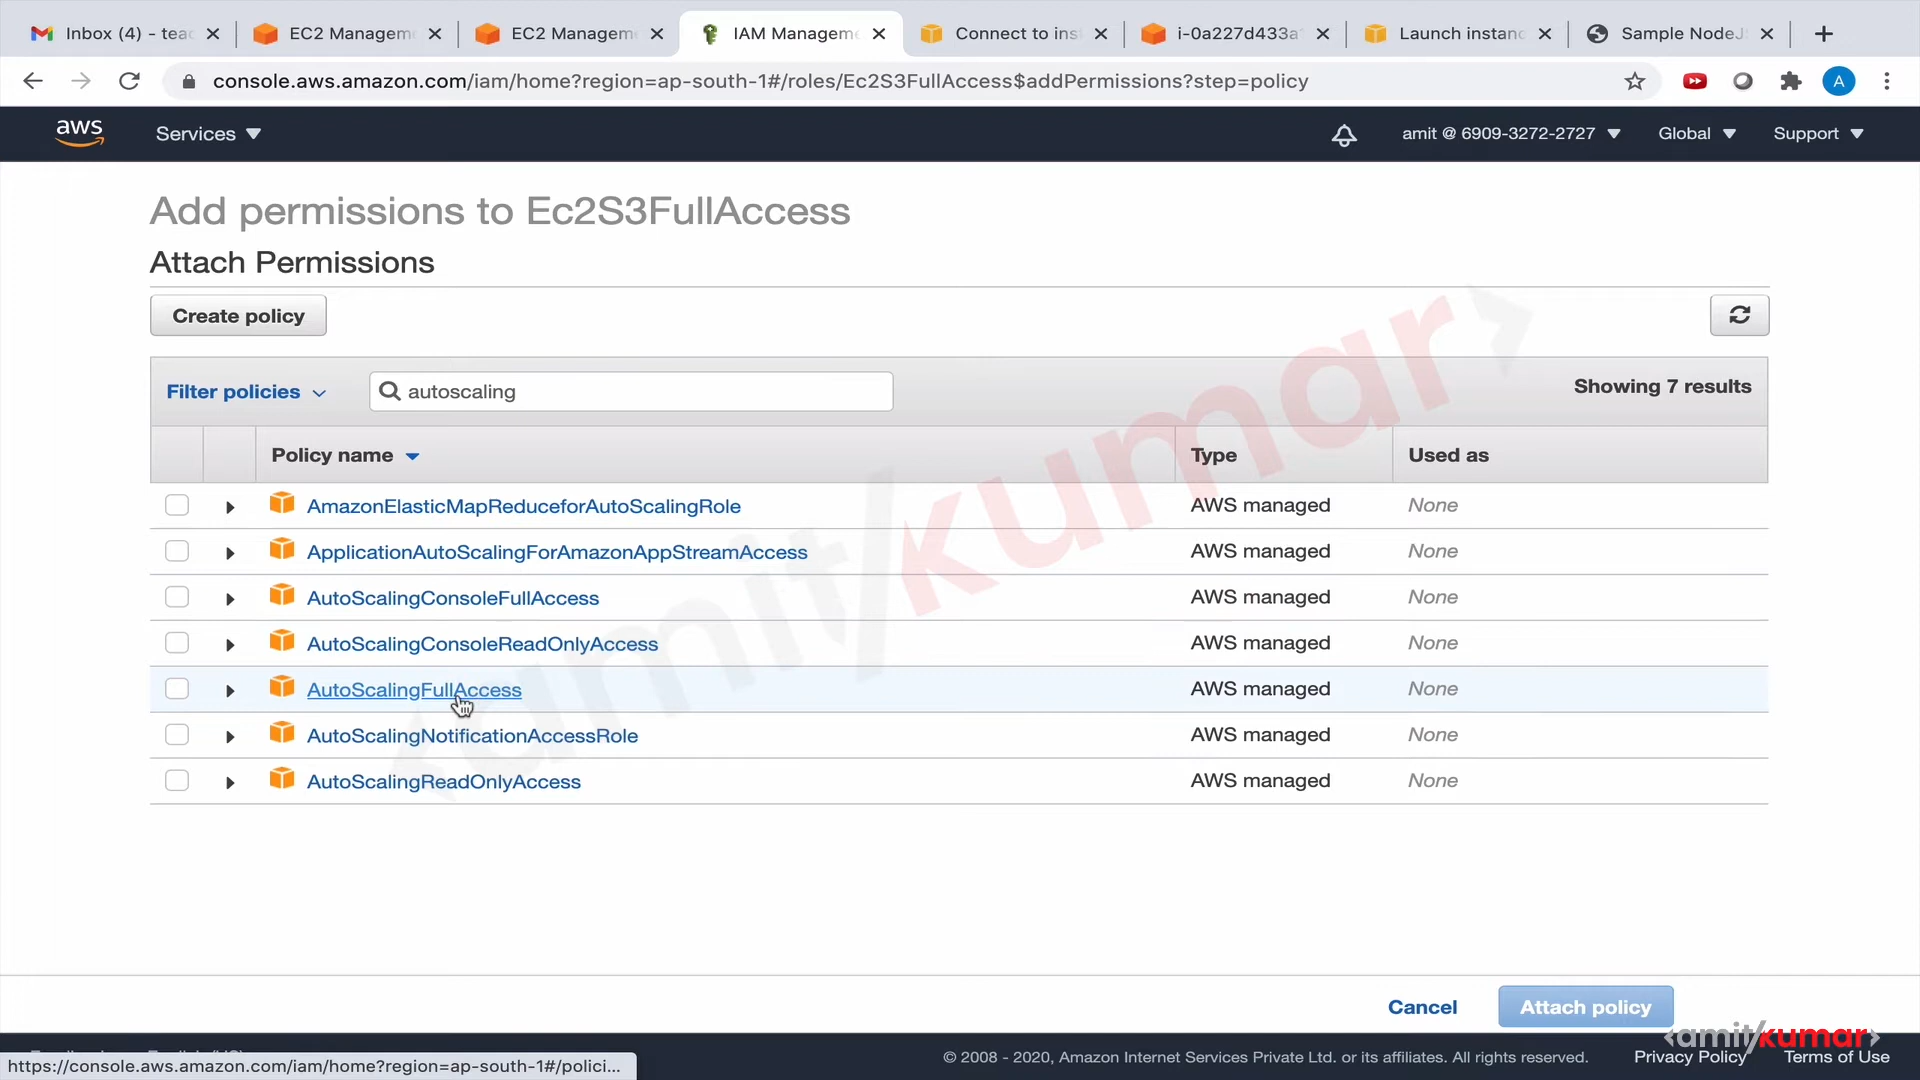 Inbox (4) - tea
EC2 Managem
EC2 Managem
IAM Managem
Connect to ins
i-0a227d433a
Launch instan
Sample NodeJ
console.aws.amazon.com/iam/home?region=ap-south-1#/roles/Ec2S3FullAccess$addPermissions?step=policy
A
aws
Services
amit @ 6909-3272-2727
Global
Support
Add permissions to Ec2S3FullAccess
Attach Permissions
Create policy
Filter policies
autoscaling
Showing 7 results
Policy name
Type
Used as
AmazonElasticMapReduceforAutoScalingRole
AWS managed
None
ApplicationAutoScalingForAmazonAppStreamAccess
AWS managed
None
AutoScalingConsoleFullAccess
AWS managed
None
AutoScalingConsoleReadOnlyAccess
AWS managed
None
AutoScalingFullAccess
AWS managed
None
AutoScalingNotificationAccessRole
AWS managed
None
AutoScalingReadOnlyAccess
AWS managed
None
<amit/kumar>
Cancel
Attach policy
<amit/kumar>
https://console.aws.amazon.com/iam/home?region=ap-south-1#/polici...
© 2008 - 2020, Amazon Internet Services Private Ltd. or its affiliates. All rights reserved.
Privacy Policy
Terms of Use